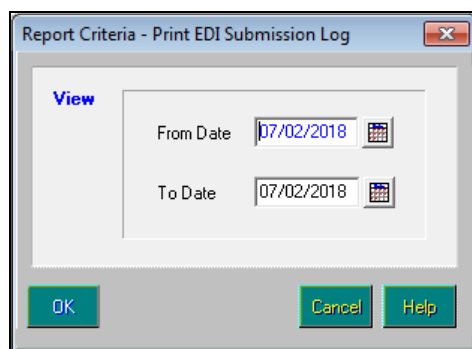 Report Criteria - Print EDI Submission Log
View
From Date 07/02/2018
To Date 07/02/2018
OK Cancel Help